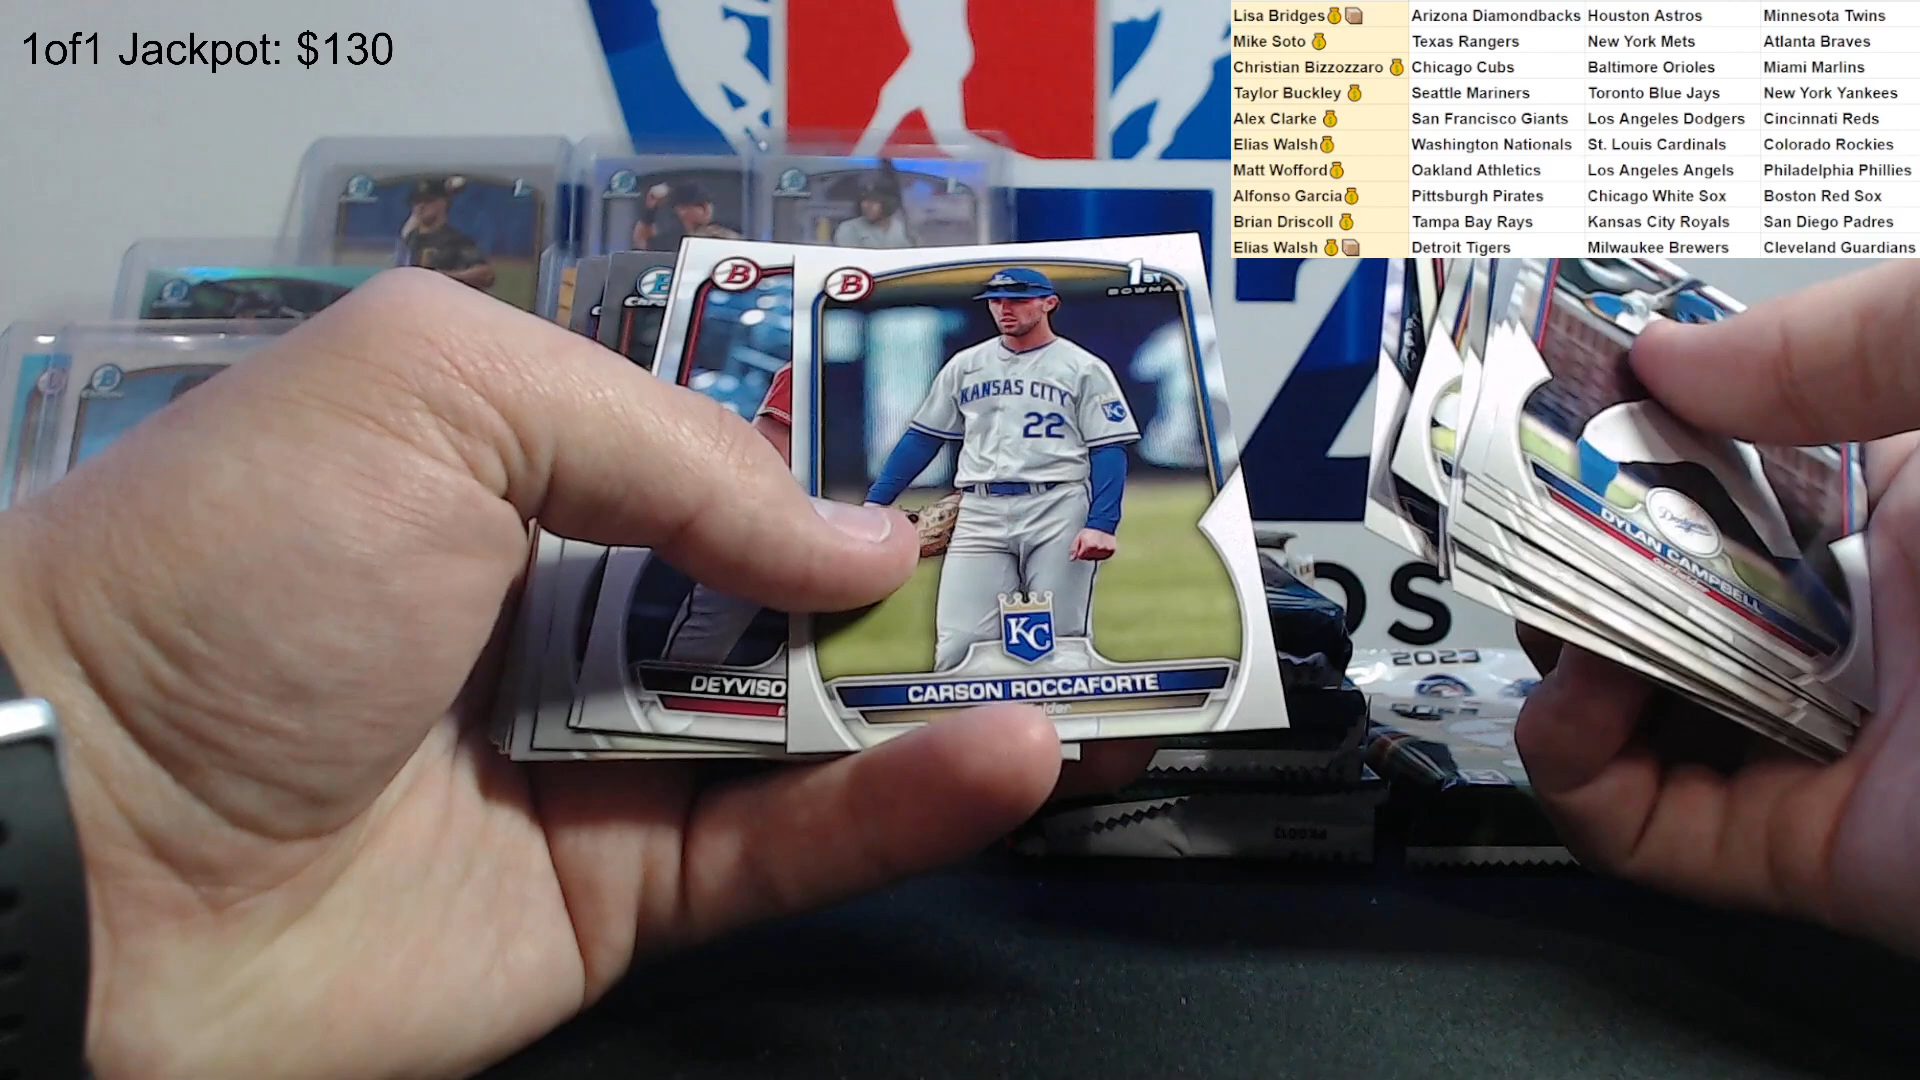 1of1 Jackpot: $130
Lisa Bridges Arizona Diamondbacks Houston Astros Minnesota Twins
Mike Soto Texas Rangers New York Mets Atlanta Braves
Christian Bizzozzaro Chicago Cubs Baltimore Orioles Miami Marlins
Taylor Buckley Seattle Mariners Toronto Blue Jays New York Yankees
Alex Clarke San Francisco Giants Los Angeles Dodgers Cincinnati Reds
Elias Walsh Washington Nationals St. Louis Cardinals Colorado Rockies
Matt Wofford Oakland Athletics Los Angeles Angels Philadelphia Phillies
Alfonso Garcia Pittsburgh Pirates Chicago White Sox Boston Red Sox
Brian Driscoll Tampa Bay Rays Kansas City Royals San Diego Padres
Elias Walsh Detroit Tigers Milwaukee Brewers Cleveland Guardians
B
B
1ST
KANSAS CITY
22
KC
KC
DEYVISO
CARSON ROCCAFORTE
Dodgers
DYLAN CAMPBELL
outfielder
OS
2023